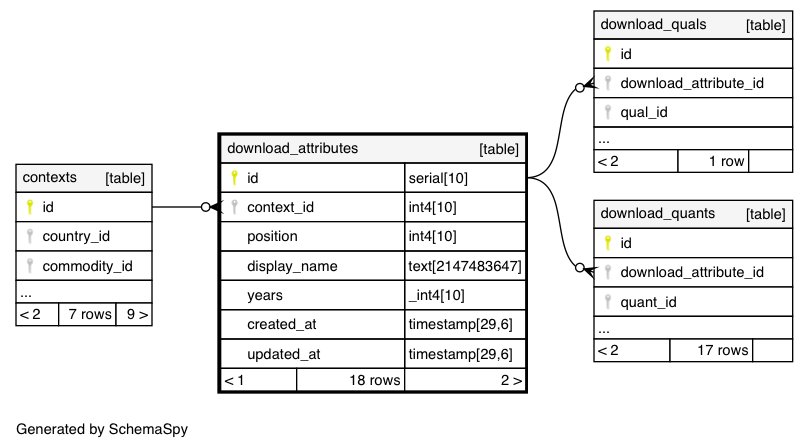 contexts [table]
id
country_id
commodity_id
...
< 2 7 rows 9 >
download_attributes [table]
id serial[10]
context_id int4[10]
position int4[10]
display_name text[2147483647]
years _int4[10]
created_at timestamp[29,6]
updated_at timestamp[29,6]
< 1 18 rows 2 >
download_quals [table]
id
download_attribute_id
qual_id
...
< 2 1 row
download_quants [table]
id
download_attribute_id
quant_id
...
< 2 17 rows
Generated by SchemaSpy